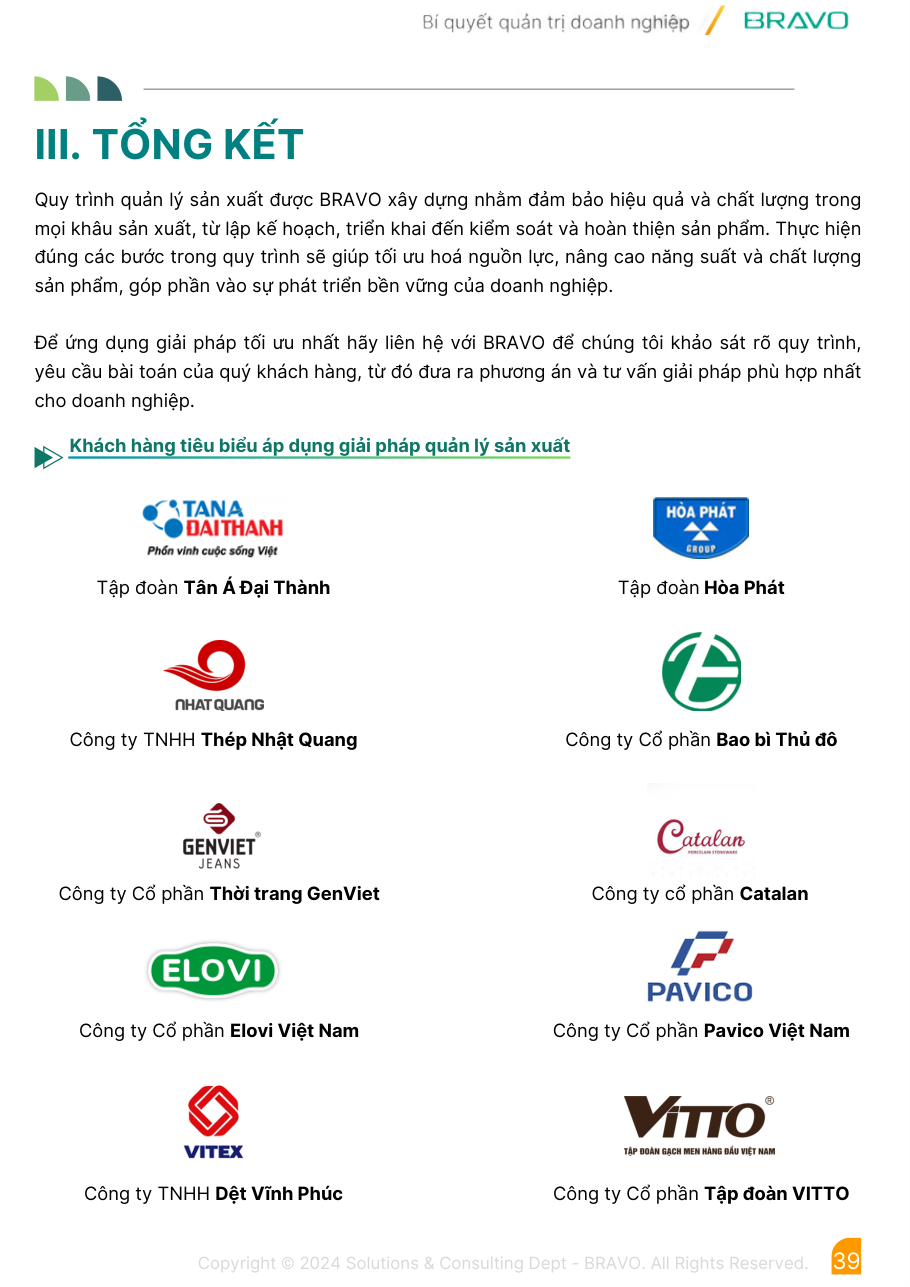 Bí quyết quản trị doanh nghiệp BRAVO
III. TỔNG KẾT
Quy trình quản lý sản xuất được BRAVO xây dựng nhằm đảm bảo hiệu quả và chất lượng trong
mọi khâu sản xuất, từ lập kế hoạch, triển khai đến kiểm soát và hoàn thiện sản phẩm. Thực hiện
đúng các bước trong quy trình sẽ giúp tối ưu hoá nguồn lực, nâng cao năng suất và chất lượng
sản phẩm, góp phần vào sự phát triển bền vững của doanh nghiệp.
Để ứng dụng giải pháp tối ưu nhất hãy liên hệ với BRAVO để chúng tôi khảo sát rõ quy trình,
yêu cầu bài toán của quý khách hàng, từ đó đưa ra phương án và tư vấn giải pháp phù hợp nhất
cho doanh nghiệp.
Khách hàng tiêu biểu áp dụng giải pháp quản lý sản xuất
TANA
ĐAITHANH
Phồn vinh cuộc sống Việt
Tập đoàn Tân Á Đại Thành
HÒA PHÁT
GROUP
Tập đoàn Hòa Phát
NHAT QUANG
Công ty TNHH Thép Nhật Quang
Công ty Cổ phần Bao bì Thủ đô
GENVIET®
JEANS
Công ty Cổ phần Thời trang GenViet
Catalan
PORCELAIN STONEWARE
Công ty cổ phần Catalan
ELOVI
Công ty Cổ phần Elovi Việt Nam
PAVICO
Công ty Cổ phần Pavico Việt Nam
VITEX
Công ty TNHH Dệt Vĩnh Phúc
VITTO®
TẬP ĐOÀN GẠCH MEN HÀNG ĐẦU VIỆT NAM
Công ty Cổ phần Tập đoàn VITTO
Copyright © 2024 Solutions & Consulting Dept - BRAVO. All Rights Reserved.
39